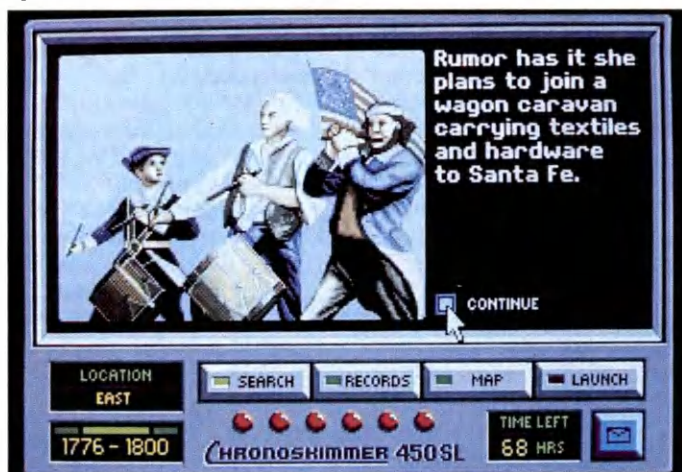 Rumor has it she
plans to join a
wagon caravan
carrying textiles
and hardware
to Santa Fe.
CONTINUE
LOCATION
EAST
SEARCH
RECORDS
MAP
LAUNCH
1776 - 1800
CHRONOSKIMMER 450SL
TIME LEFT
68 HRS